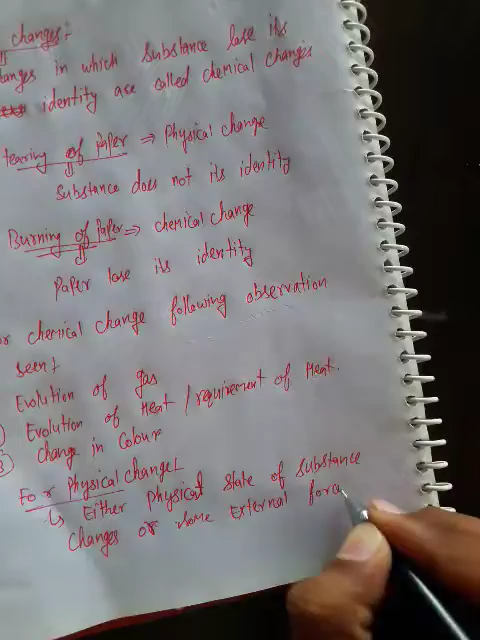 changes:-
anges in which substance lose its
identity are called chemical changes
Tearing of Paper ⇒ Physical change
Substance does not its identity
Burning of Paper ⇒ chemical change
Paper lose its identity
or chemical change following observation
seen:-
Evolution of gas
Evolution of Heat / requirement of Heat.
change in Colour
For Physical change:-
↳ Either Physical state of substance
changes or some External forc